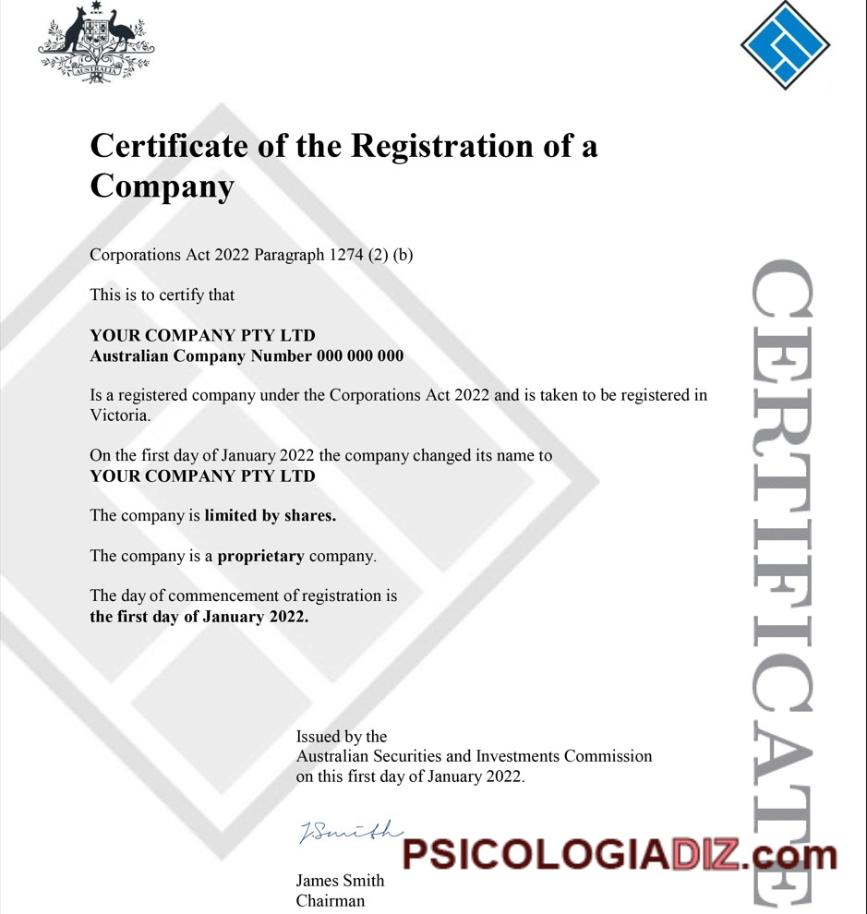 AUSTRALIA
Certificate of the Registration of a
Company
Corporations Act 2022 Paragraph 1274 (2) (b)
This is to certify that
YOUR COMPANY PTY LTD
Australian Company Number 000 000 000
Is a registered company under the Corporations Act 2022 and is taken to be registered in
Victoria.
On the first day of January 2022 the company changed its name to
YOUR COMPANY PTY LTD
The company is limited by shares.
The company is a proprietary company.
The day of commencement of registration is
the first day of January 2022.
Issued by the
Australian Securities and Investments Commission
on this first day of January 2022.
J.Smith
James Smith
Chairman
CERTIFICATE
PSICOLOGIADIZ.com